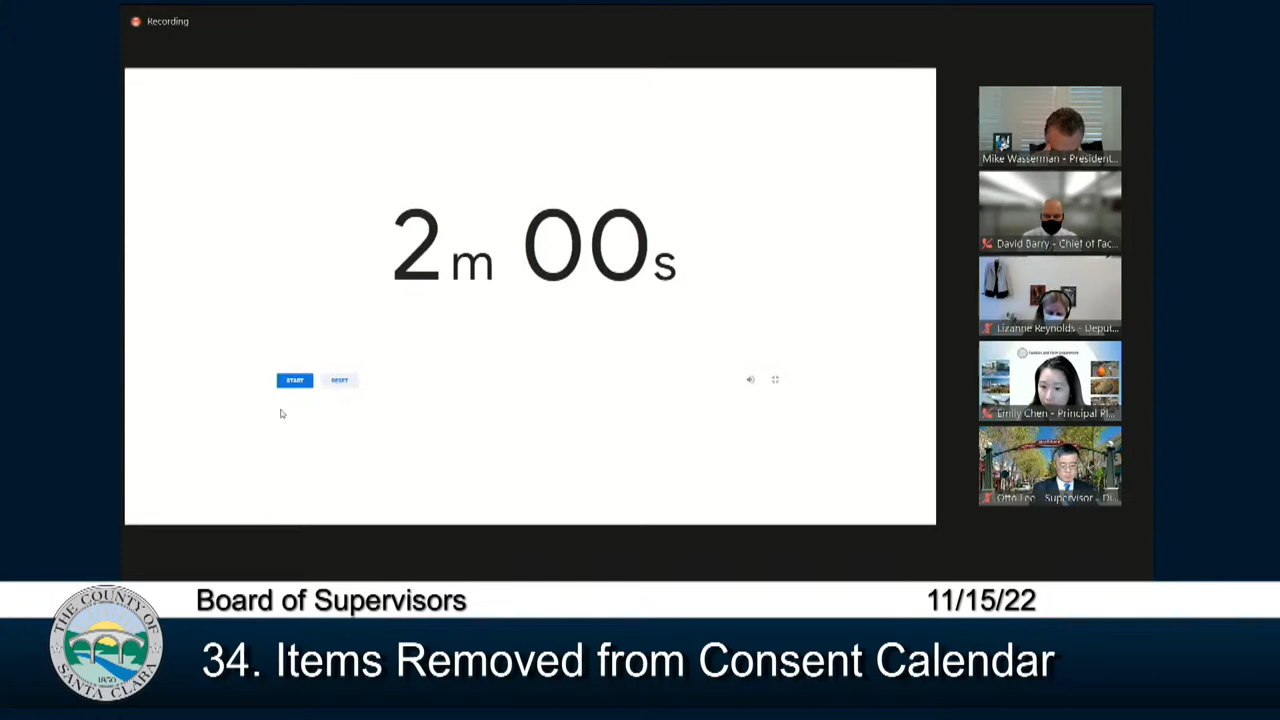 Recording
2m 00s
START RESET
Mike Wasserman - President...
David Barry - Chief of Fac...
Lizanne Reynolds - Deput...
Emily Chen - Principal Pl...
Otto Lee - Supervisor - Di...
Board of Supervisors 11/15/22
34. Items Removed from Consent Calendar
THE COUNTY OF
SANTA CLARA
1850